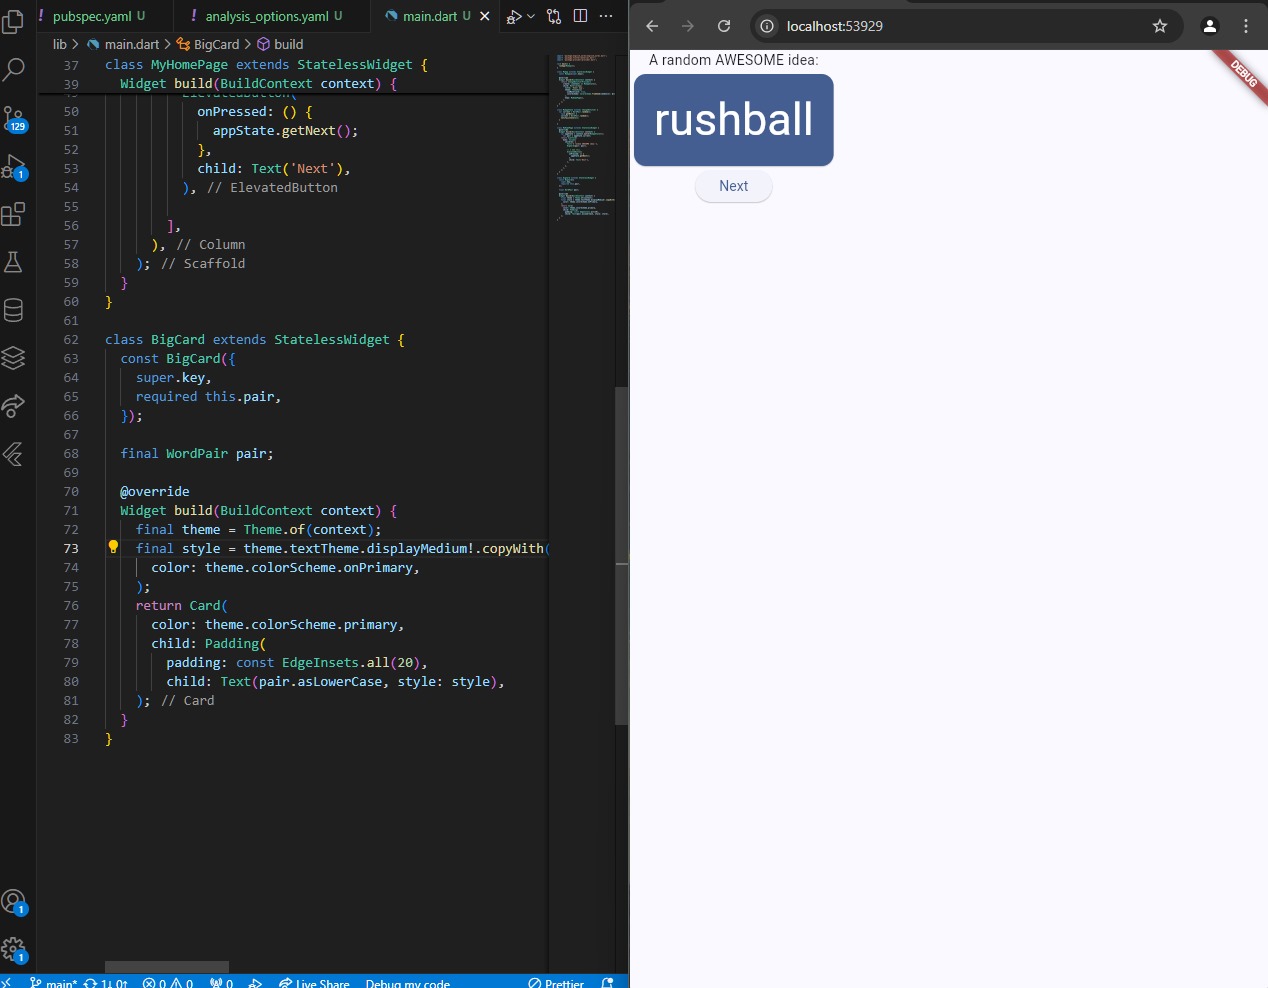 ! pubspec.yaml U
! analysis_options.yaml U
main.dart U
lib > main.dart > BigCard > build
37 class MyHomePage extends StatelessWidget {
39 Widget build(BuildContext context) {
49 ElevatedButton(
50 onPressed: () {
51 appState.getNext();
52 },
53 child: Text('Next'),
54 ), // ElevatedButton
55
56 ],
57 ), // Column
58 ); // Scaffold
59 }
60 }
61
62 class BigCard extends StatelessWidget {
63 const BigCard({
64 super.key,
65 required this.pair,
66 });
67
68 final WordPair pair;
69
70 @override
71 Widget build(BuildContext context) {
72 final theme = Theme.of(context);
73 final style = theme.textTheme.displayMedium!.copyWith(
74 color: theme.colorScheme.onPrimary,
75 );
76 return Card(
77 color: theme.colorScheme.primary,
78 child: Padding(
79 padding: const EdgeInsets.all(20),
80 child: Text(pair.asLowerCase, style: style),
81 ); // Card
82 }
83 }
129
1
1
1
main* 1↓ 0↑ 0 0 0 Live Share Debug my code Prettier
localhost:53929
A random AWESOME idea:
DEBUG
rushball
Next